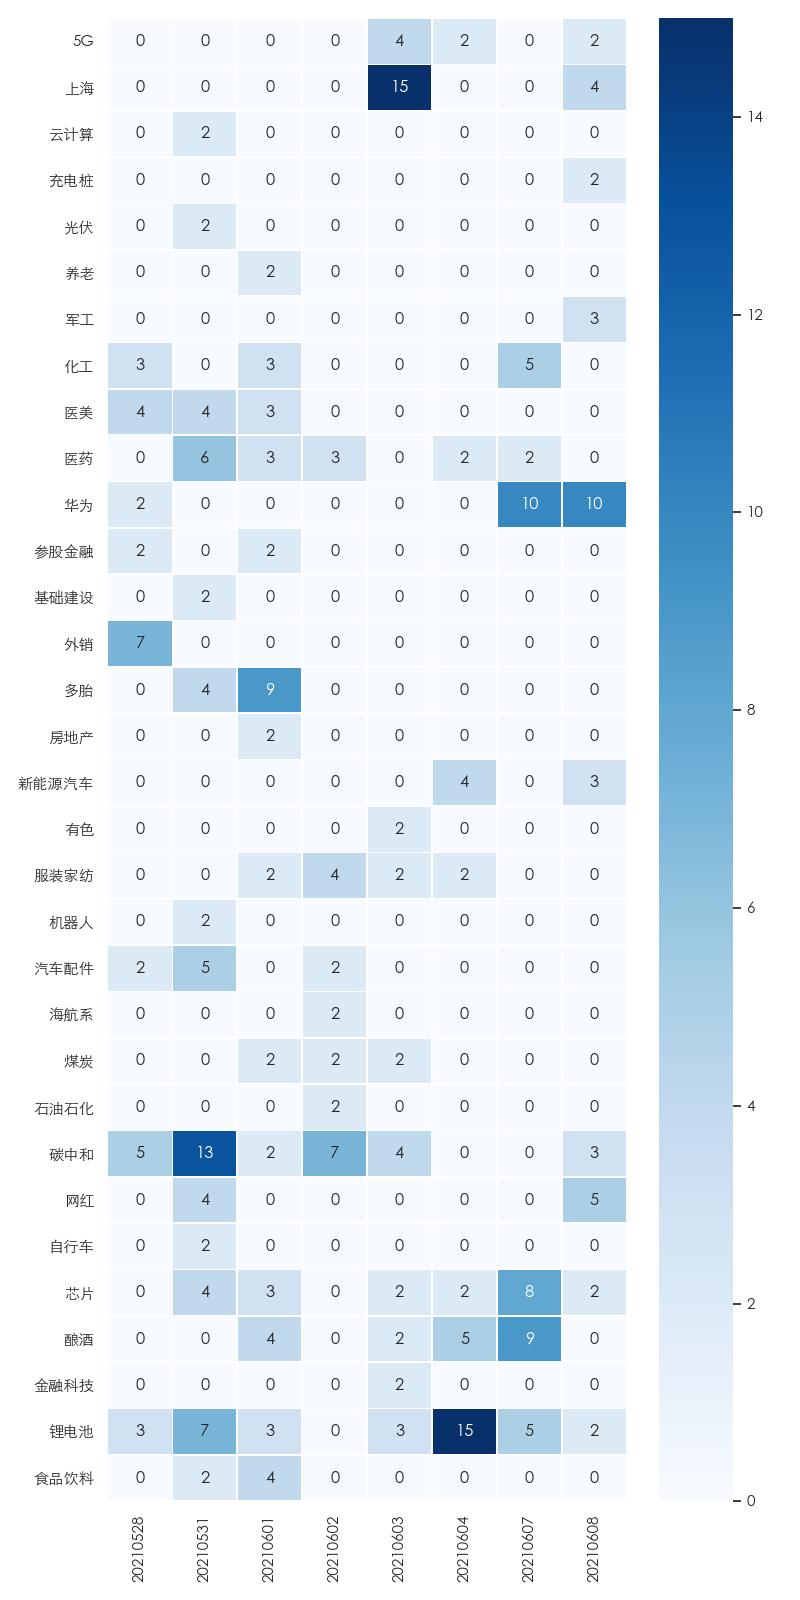 5G 0 0 0 0 4 2 0 2
上海 0 0 0 0 15 0 0 4
云计算 0 2 0 0 0 0 0 0
充电桩 0 0 0 0 0 0 0 2
光伏 0 2 0 0 0 0 0 0
养老 0 0 2 0 0 0 0 0
军工 0 0 0 0 0 0 0 3
化工 3 0 3 0 0 0 5 0
医美 4 4 3 0 0 0 0 0
医药 0 6 3 3 0 2 2 0
华为 2 0 0 0 0 0 10 10
参股金融 2 0 2 0 0 0 0 0
基础建设 0 2 0 0 0 0 0 0
外销 7 0 0 0 0 0 0 0
多胎 0 4 9 0 0 0 0 0
房地产 0 0 2 0 0 0 0 0
新能源汽车 0 0 0 0 0 4 0 3
有色 0 0 0 0 2 0 0 0
服装家纺 0 0 2 4 2 2 0 0
机器人 0 2 0 0 0 0 0 0
汽车配件 2 5 0 2 0 0 0 0
海航系 0 0 0 2 0 0 0 0
煤炭 0 0 2 2 2 0 0 0
石油石化 0 0 0 2 0 0 0 0
碳中和 5 13 2 7 4 0 0 3
网红 0 4 0 0 0 0 0 5
自行车 0 2 0 0 0 0 0 0
芯片 0 4 3 0 2 2 8 2
酿酒 0 0 4 0 2 5 9 0
金融科技 0 0 0 0 2 0 0 0
锂电池 3 7 3 0 3 15 5 2
食品饮料 0 2 4 0 0 0 0 0
20210528 20210531 20210601 20210602 20210603 20210604 20210607 20210608
14
12
10
8
6
4
2
0